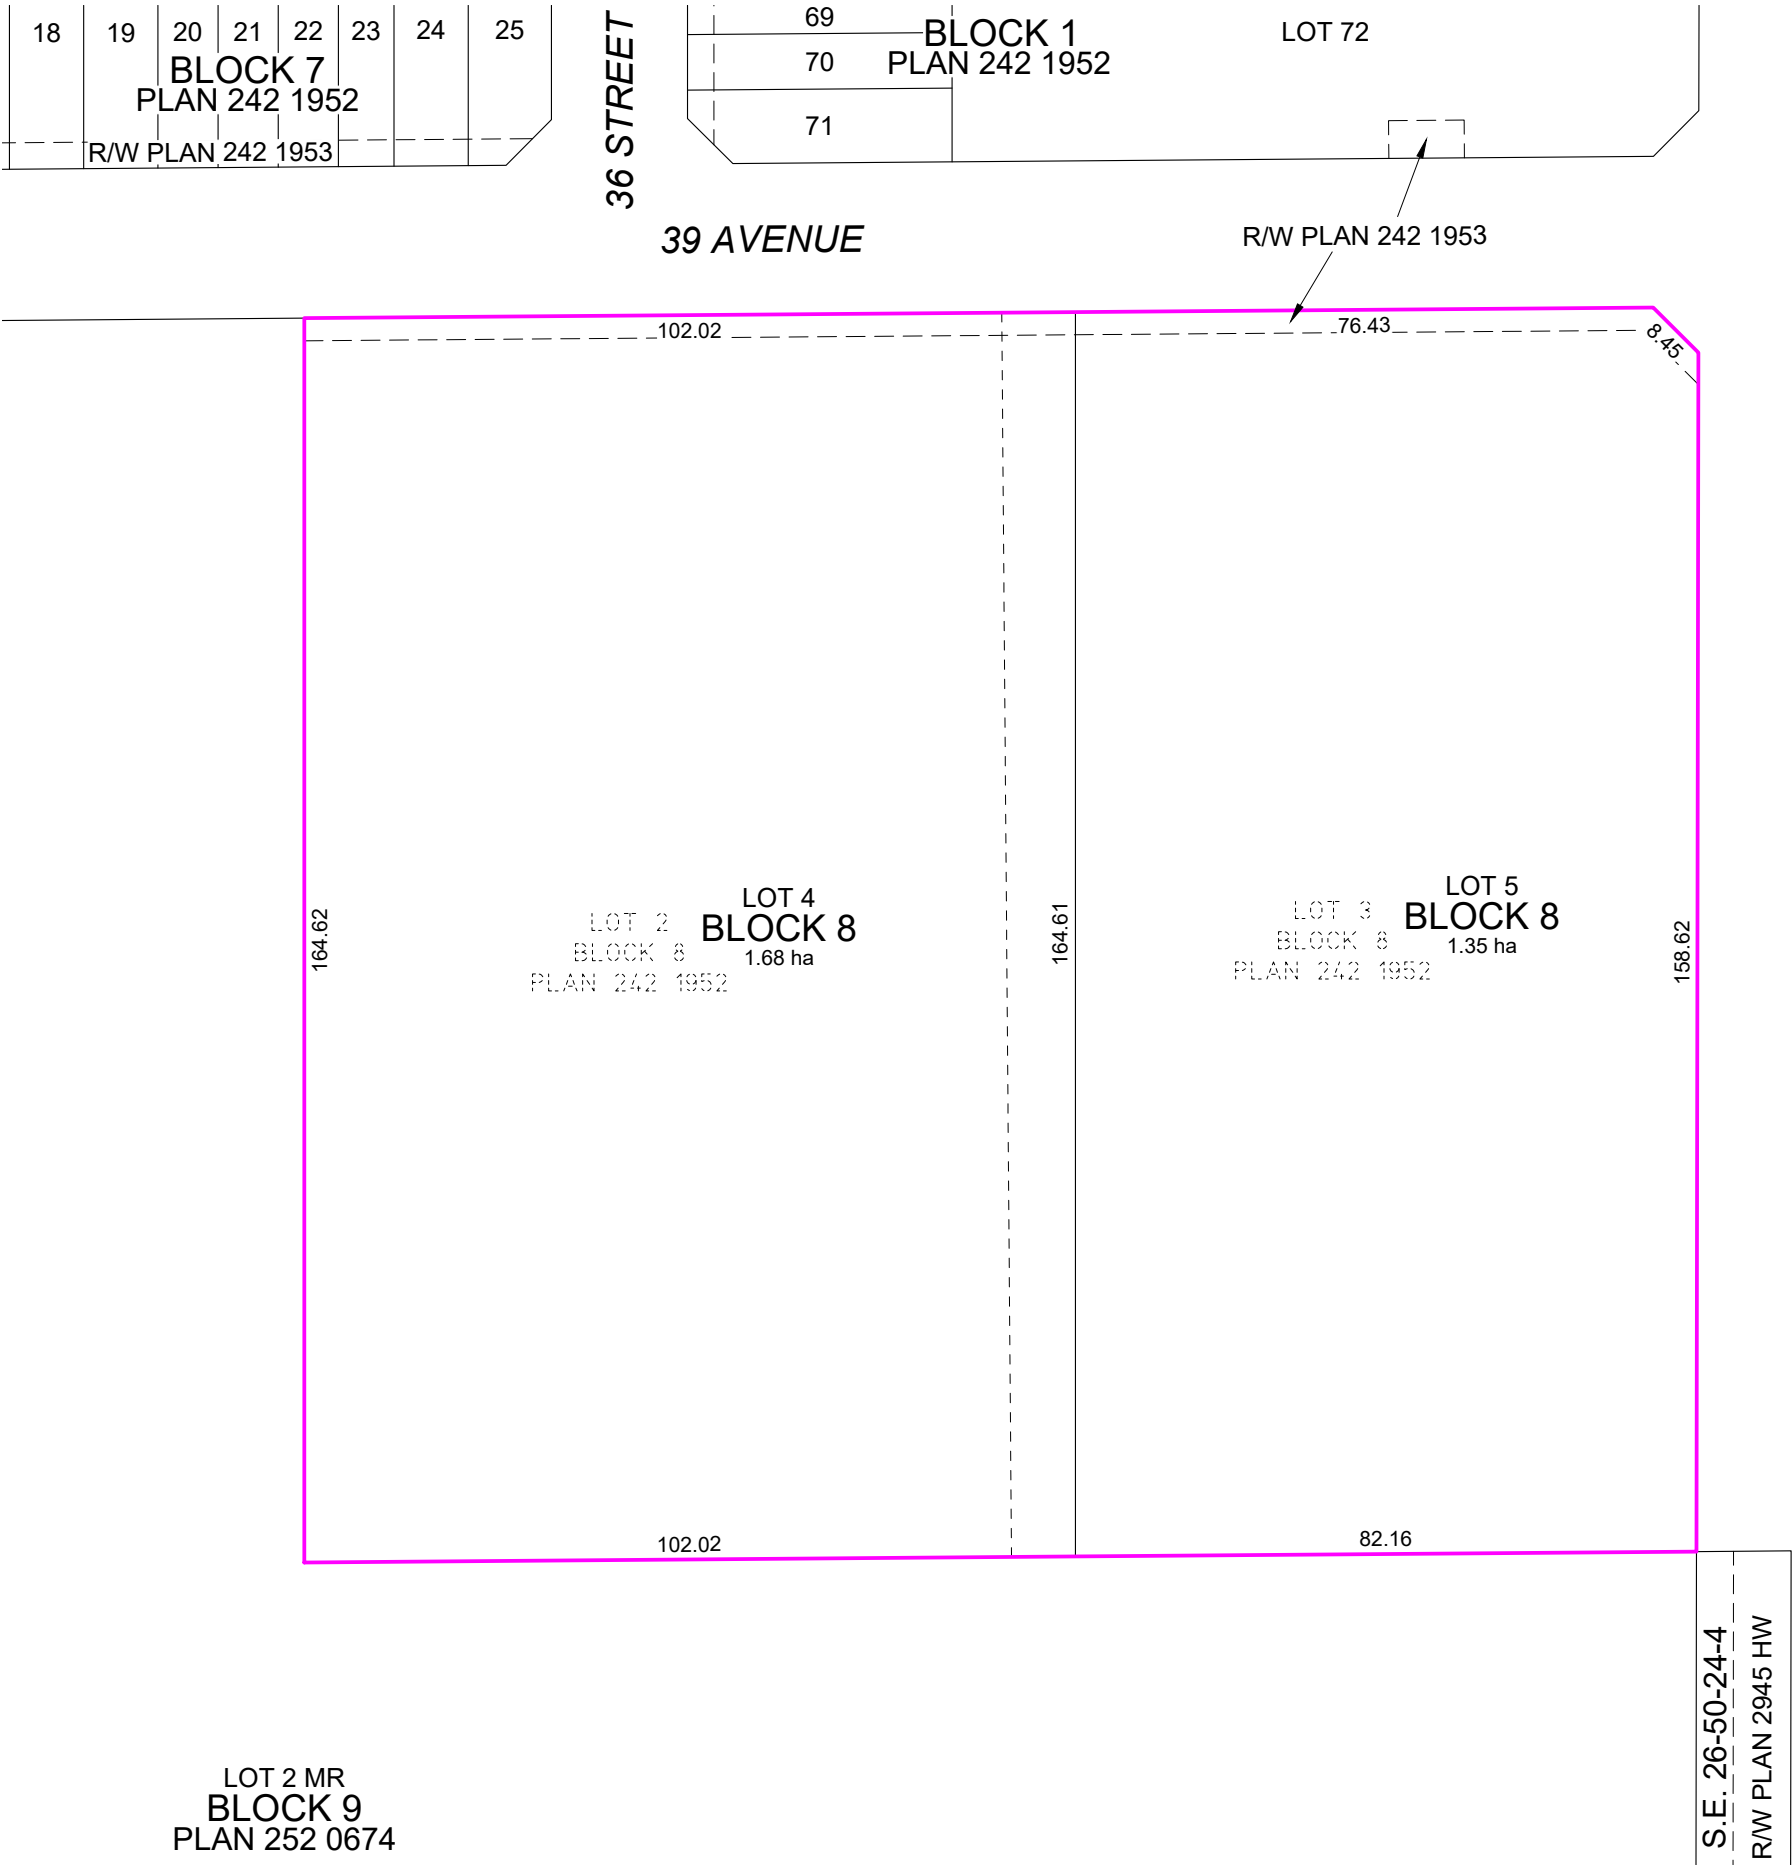 18
19
20
21
22
23
24
25
BLOCK 7
PLAN 242 1952
R/W PLAN 242 1953
36 STREET
69
70
71
BLOCK 1
PLAN 242 1952
LOT 72
39 AVENUE
R/W PLAN 242 1953
102.02
76.43
8.45
164.62
LOT 4
BLOCK 8
1.68 ha
LOT 2
BLOCK 8
PLAN 242 1952
164.61
LOT 5
BLOCK 8
1.35 ha
LOT 3
BLOCK 8
PLAN 242 1952
158.62
102.02
82.16
S.E. 26-50-24-4
R/W PLAN 2945 HW
LOT 2 MR
BLOCK 9
PLAN 252 0674